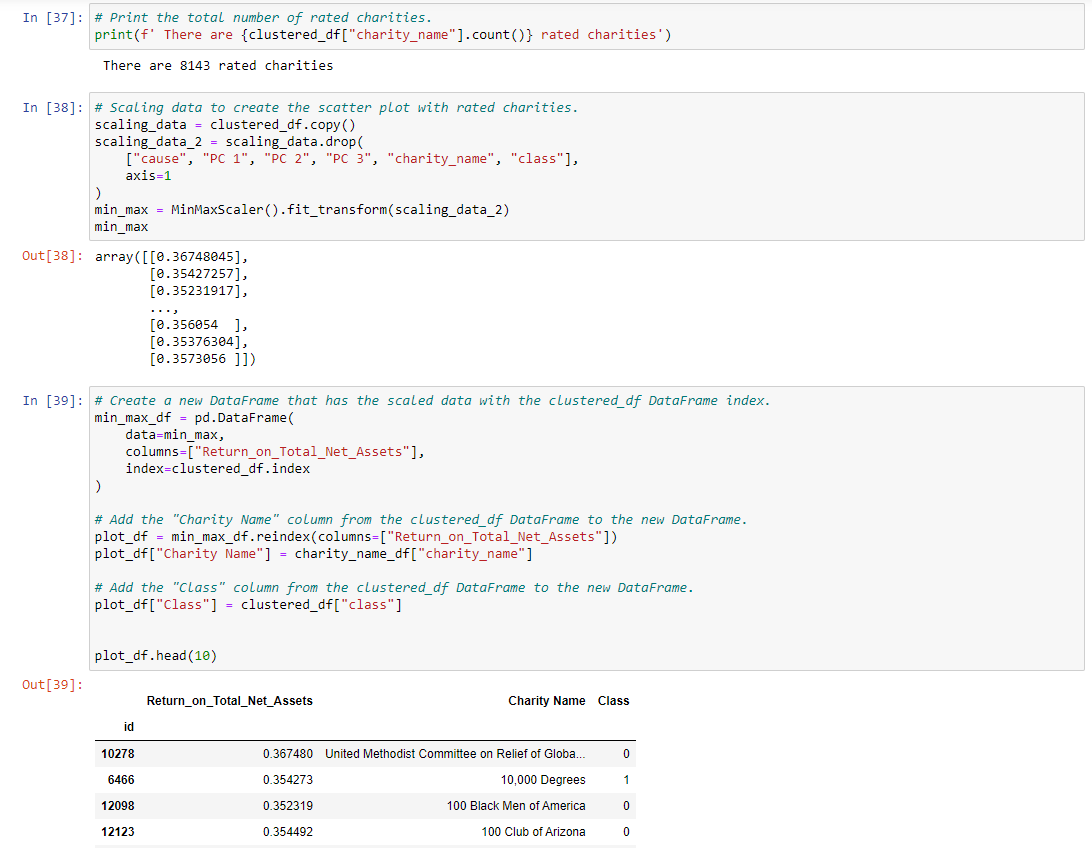 In [37]: # Print the total number of rated charities.
print(f' There are {clustered_df["charity_name"].count()} rated charities')
There are 8143 rated charities
In [38]: # Scaling data to create the scatter plot with rated charities.
scaling_data = clustered_df.copy()
scaling_data_2 = scaling_data.drop(
["cause", "PC 1", "PC 2", "PC 3", "charity_name", "class"],
axis=1
)
min_max = MinMaxScaler().fit_transform(scaling_data_2)
min_max
Out[38]: array([[0.36748045],
[0.35427257],
[0.35231917],
...,
[0.356054  ],
[0.35376304],
[0.3573056 ]])
In [39]: # Create a new DataFrame that has the scaled data with the clustered_df DataFrame index.
min_max_df = pd.DataFrame(
data=min_max,
columns=["Return_on_Total_Net_Assets"],
index=clustered_df.index
)
# Add the "Charity Name" column from the clustered_df DataFrame to the new DataFrame.
plot_df = min_max_df.reindex(columns=["Return_on_Total_Net_Assets"])
plot_df["Charity Name"] = charity_name_df["charity_name"]
# Add the "Class" column from the clustered_df DataFrame to the new DataFrame.
plot_df["Class"] = clustered_df["class"]
plot_df.head(10)
Out[39]:
Return_on_Total_Net_Assets Charity Name Class
id
10278 0.367480 United Methodist Committee on Relief of Globa... 0
6466 0.354273 10,000 Degrees 1
12098 0.352319 100 Black Men of America 0
12123 0.354492 100 Club of Arizona 0